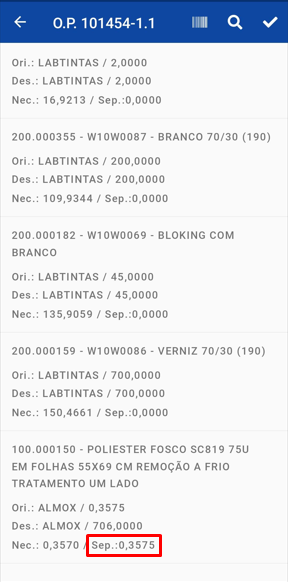 O.P. 101454-1.1
Ori.: LABTINTAS / 2,0000
Des.: LABTINTAS / 2,0000
Nec.: 16,9213 / Sep.:0,0000
200.000355 - W10W0087 - BRANCO 70/30 (190)
Ori.: LABTINTAS / 200,0000
Des.: LABTINTAS / 200,0000
Nec.: 109,9344 / Sep.:0,0000
200.000182 - W10W0069 - BLOKING COM
BRANCO
Ori.: LABTINTAS / 45,0000
Des.: LABTINTAS / 45,0000
Nec.: 135,9059 / Sep.:0,0000
200.000159 - W10W0086 - VERNIZ 70/30 (190)
Ori.: LABTINTAS / 700,0000
Des.: LABTINTAS / 700,0000
Nec.: 150,4661 / Sep.:0,0000
100.000150 - POLIESTER FOSCO SC819 75U
EM FOLHAS 55X69 CM REMOÇÃO A FRIO
TRATAMENTO UM LADO
Ori.: ALMOX / 0,3575
Des.: ALMOX / 706,0000
Nec.: 0,3570 / Sep.:0,3575